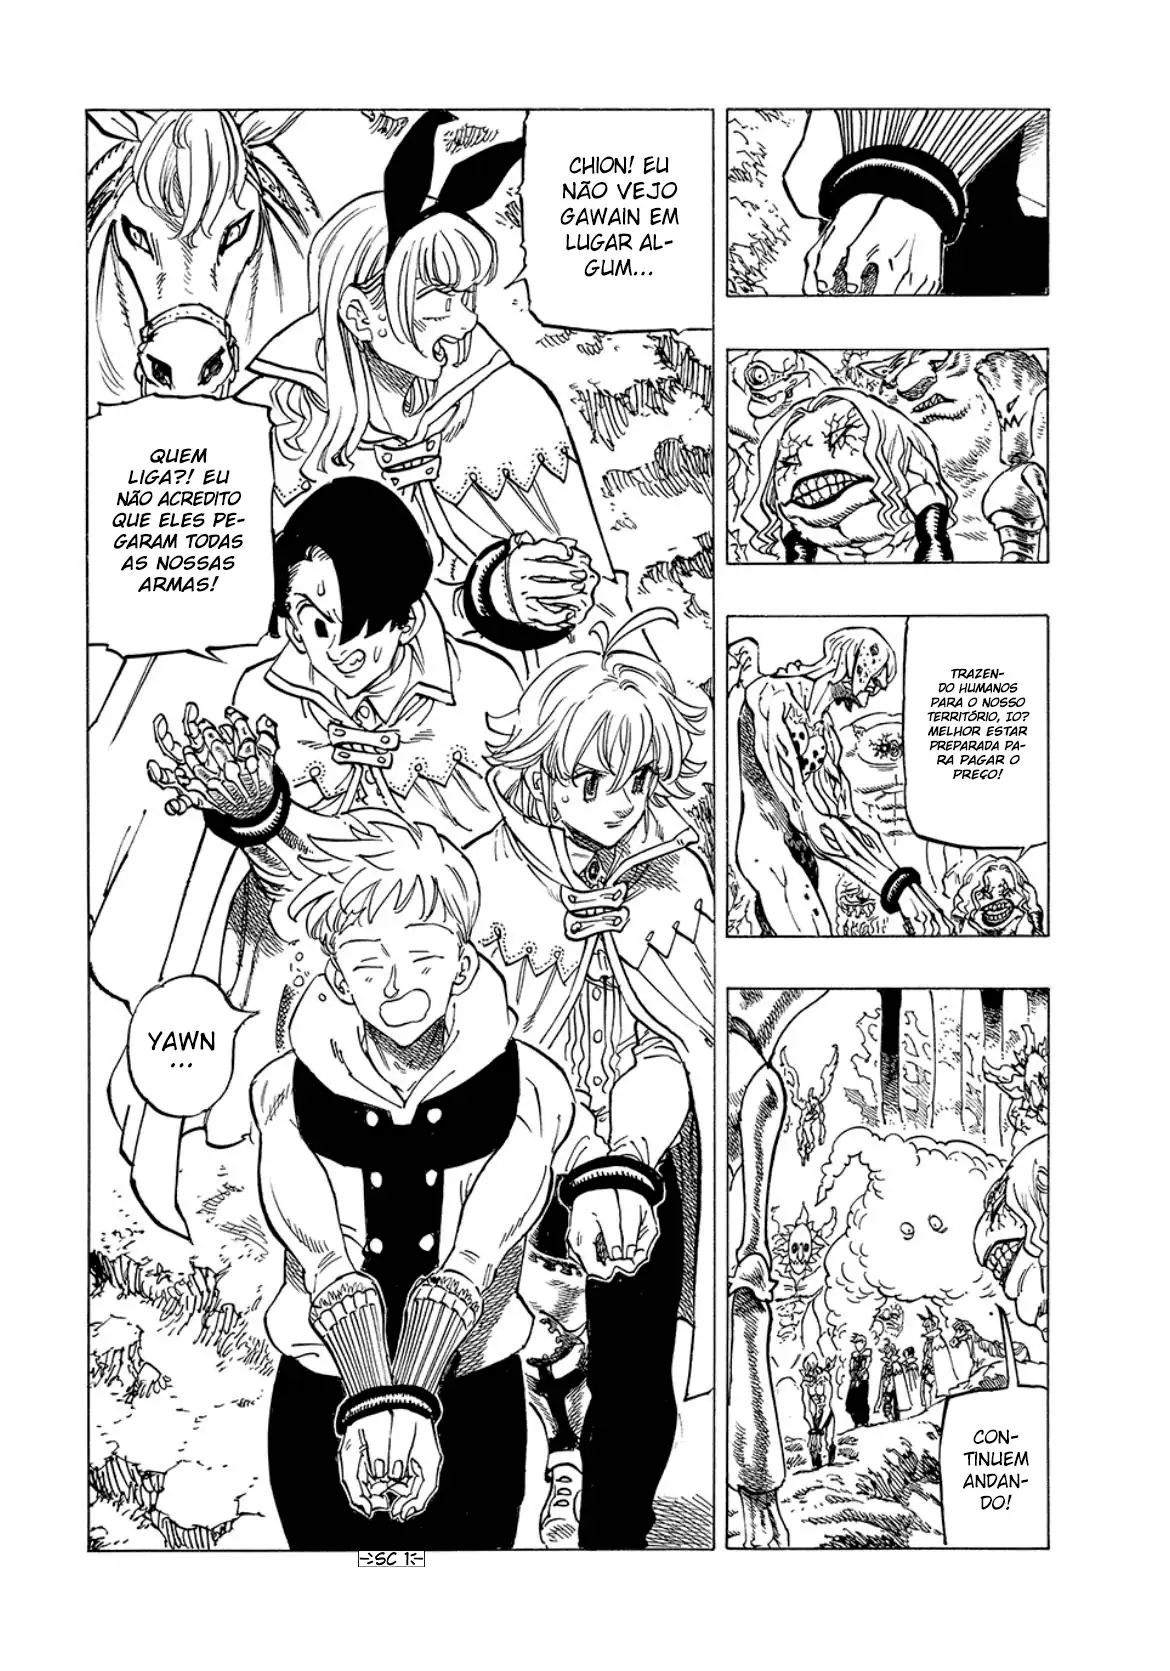 TRAZEN-
DO HUMANOS
PARA O NOSSO
TERRITÓRIO, IO?
MELHOR ESTAR
PREPARADA PA-
RA PAGAR O
PREÇO!
CON-
TINUEM
ANDAN-
DO!
CHION! EU
NÃO VEJO
GAWAIN EM
LUGAR AL-
GUM...
QUEM
LIGA?! EU
NÃO ACREDITO
QUE ELES PE-
GARAM TODAS
AS NOSSAS
ARMAS!
YAWN
...
SC 1